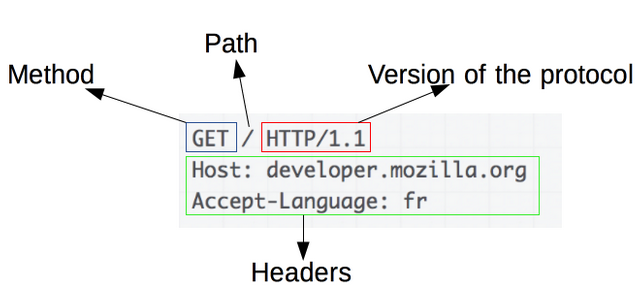 Path
Method
Version of the protocol
GET / HTTP/1.1
Host: developer.mozilla.org
Accept-Language: fr
Headers